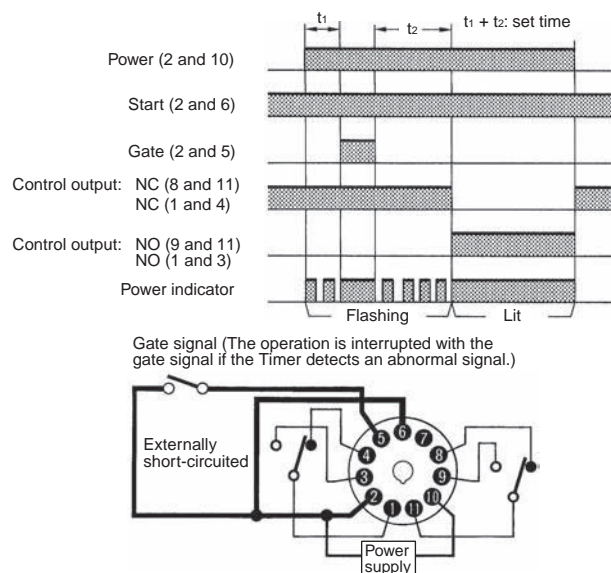 t1 t2 t1 + t2: set time
Power (2 and 10)
Start (2 and 6)
Gate (2 and 5)
Control output: NC (8 and 11)
NC (1 and 4)
Control output: NO (9 and 11)
NO (1 and 3)
Power indicator
Flashing Lit
Gate signal (The operation is interrupted with the
gate signal if the Timer detects an abnormal signal.)
Externally
short-circuited
5 6 7
4 8
3 9
2 10
1 11
Power
supply